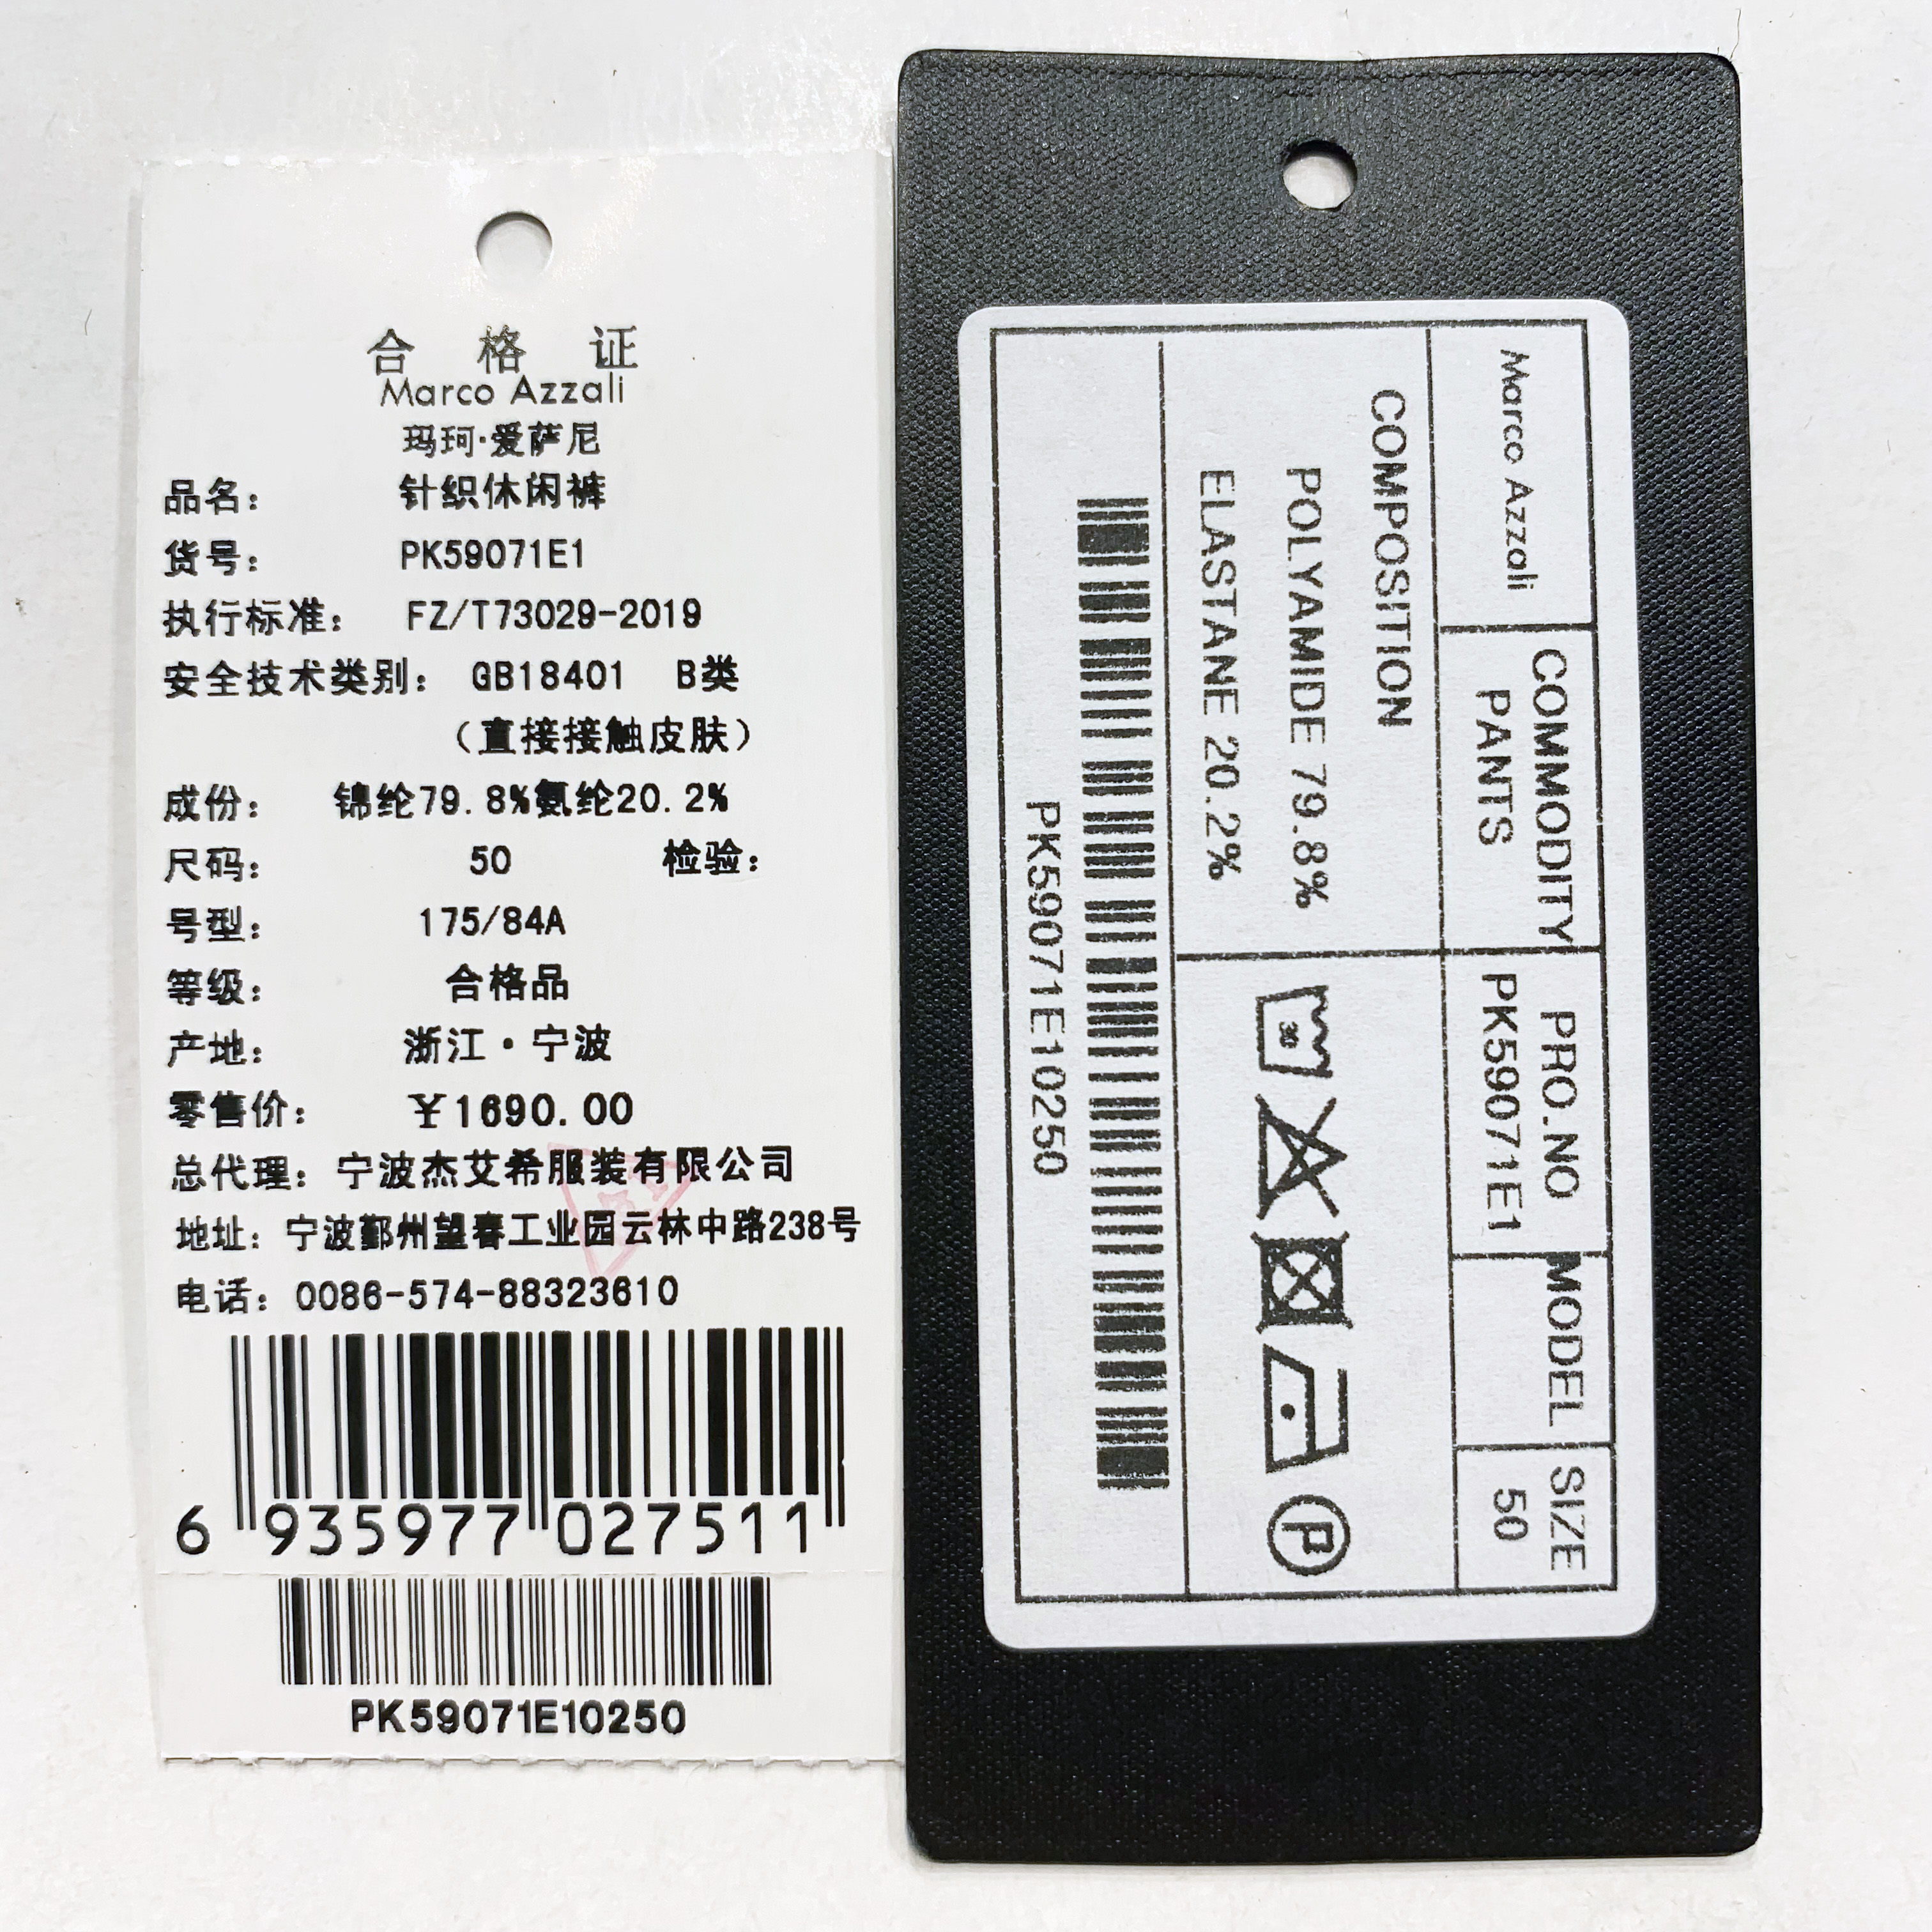 合格证
Marco Azzali
玛珂·爱萨尼
品名： 针织休闲裤
货号： PK59071E1
执行标准： FZ/T73029-2019
安全技术类别： GB18401 B类
（直接接触皮肤）
成份： 锦纶79.8%氨纶20.2%
尺码： 50 检验：
号型： 175/84A
等级： 合格品
产地： 浙江·宁波
零售价： ￥1690.00
总代理： 宁波杰艾希服装有限公司
地址： 宁波鄞州望春工业园云林中路238号
电话： 0086-574-88323610
6 935977 027511
PK59071E10250
Marco Azzali
COMMODITY
PANTS
PRO.NO
PK59071E1
MODEL
SIZE
50
COMPOSITION
POLYAMIDE 79.8%
ELASTANE 20.2%
30
P
PK59071E10250